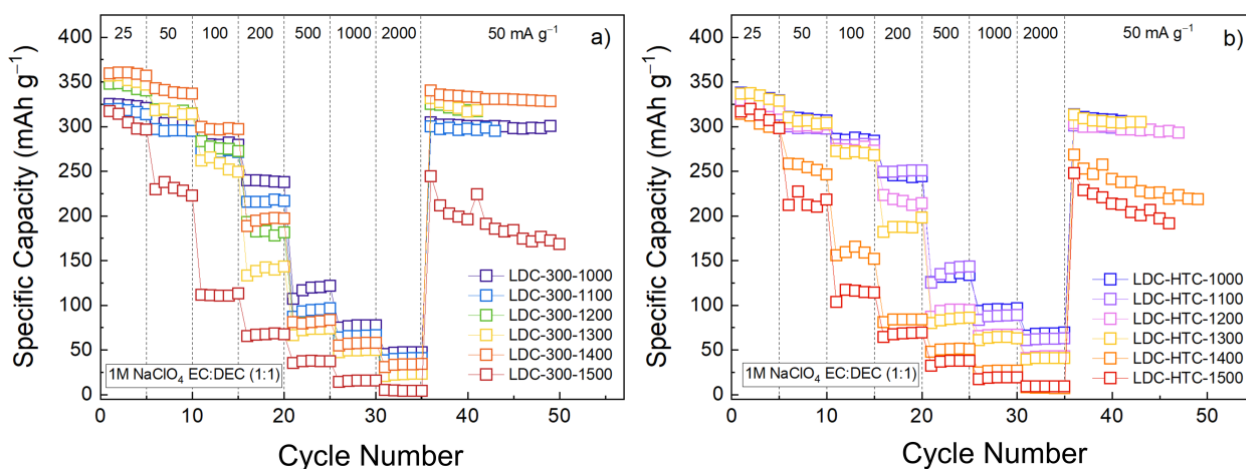 a)
25 50 100 200 500 1000 2000 50 mA g⁻¹
400
350
300
250
200
150
100
50
0
Specific Capacity (mAh g⁻¹)
LDC-300-1000
LDC-300-1100
LDC-300-1200
LDC-300-1300
LDC-300-1400
LDC-300-1500
1M NaClO₄ EC:DEC (1:1)
0 10 20 30 40 50
Cycle Number
b)
25 50 100 200 500 1000 2000 50 mA g⁻¹
400
350
300
250
200
150
100
50
0
Specific Capacity (mAh g⁻¹)
LDC-HTC-1000
LDC-HTC-1100
LDC-HTC-1200
LDC-HTC-1300
LDC-HTC-1400
LDC-HTC-1500
1M NaClO₄ EC:DEC (1:1)
0 10 20 30 40 50
Cycle Number